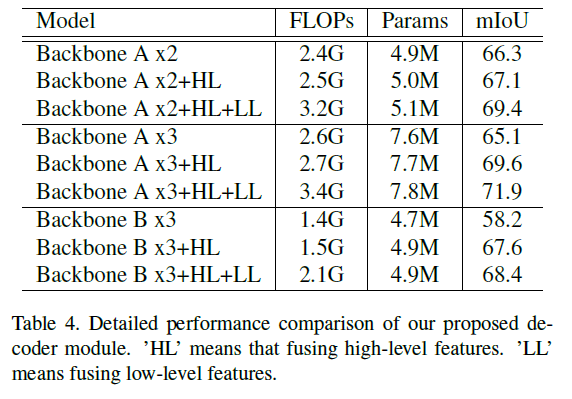 Model FLOPs Params mIoU
Backbone A x2 2.4G 4.9M 66.3
Backbone A x2+HL 2.5G 5.0M 67.1
Backbone A x2+HL+LL 3.2G 5.1M 69.4
Backbone A x3 2.6G 7.6M 65.1
Backbone A x3+HL 2.7G 7.7M 69.6
Backbone A x3+HL+LL 3.4G 7.8M 71.9
Backbone B x3 1.4G 4.7M 58.2
Backbone B x3+HL 1.5G 4.9M 67.6
Backbone B x3+HL+LL 2.1G 4.9M 68.4
Table 4. Detailed performance comparison of our proposed de-
coder module. ’HL’ means that fusing high-level features. ’LL’
means fusing low-level features.